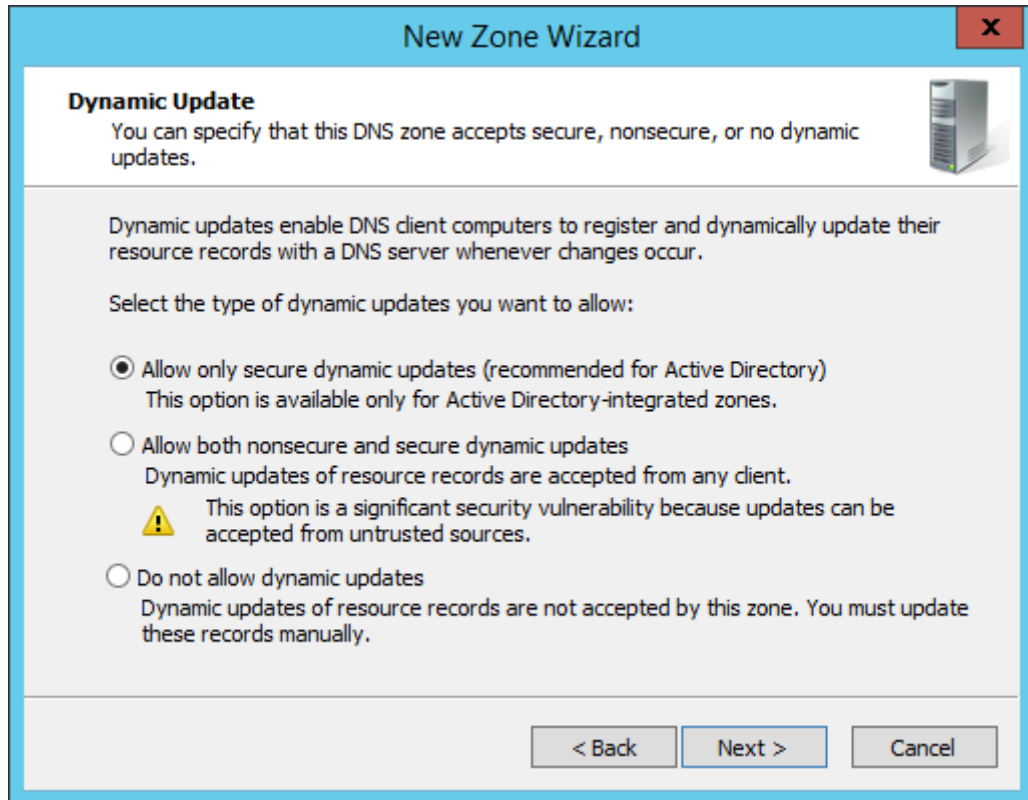 New Zone Wizard
x
Dynamic Update
You can specify that this DNS zone accepts secure, nonsecure, or no dynamic
updates.
Dynamic updates enable DNS client computers to register and dynamically update their
resource records with a DNS server whenever changes occur.
Select the type of dynamic updates you want to allow:
Allow only secure dynamic updates (recommended for Active Directory)
This option is available only for Active Directory-integrated zones.
Allow both nonsecure and secure dynamic updates
Dynamic updates of resource records are accepted from any client.
This option is a significant security vulnerability because updates can be
accepted from untrusted sources.
Do not allow dynamic updates
Dynamic updates of resource records are not accepted by this zone. You must update
these records manually.
< Back Next > Cancel